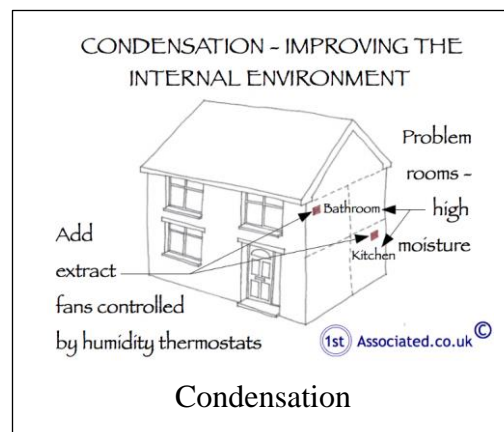 CONDENSATION - IMPROVING THE
INTERNAL ENVIRONMENT
Problem
rooms -
high
moisture
Bathroom
Kitchen
Add
extract
fans controlled
by humidity thermostats
1st Associated.co.uk ©
Condensation